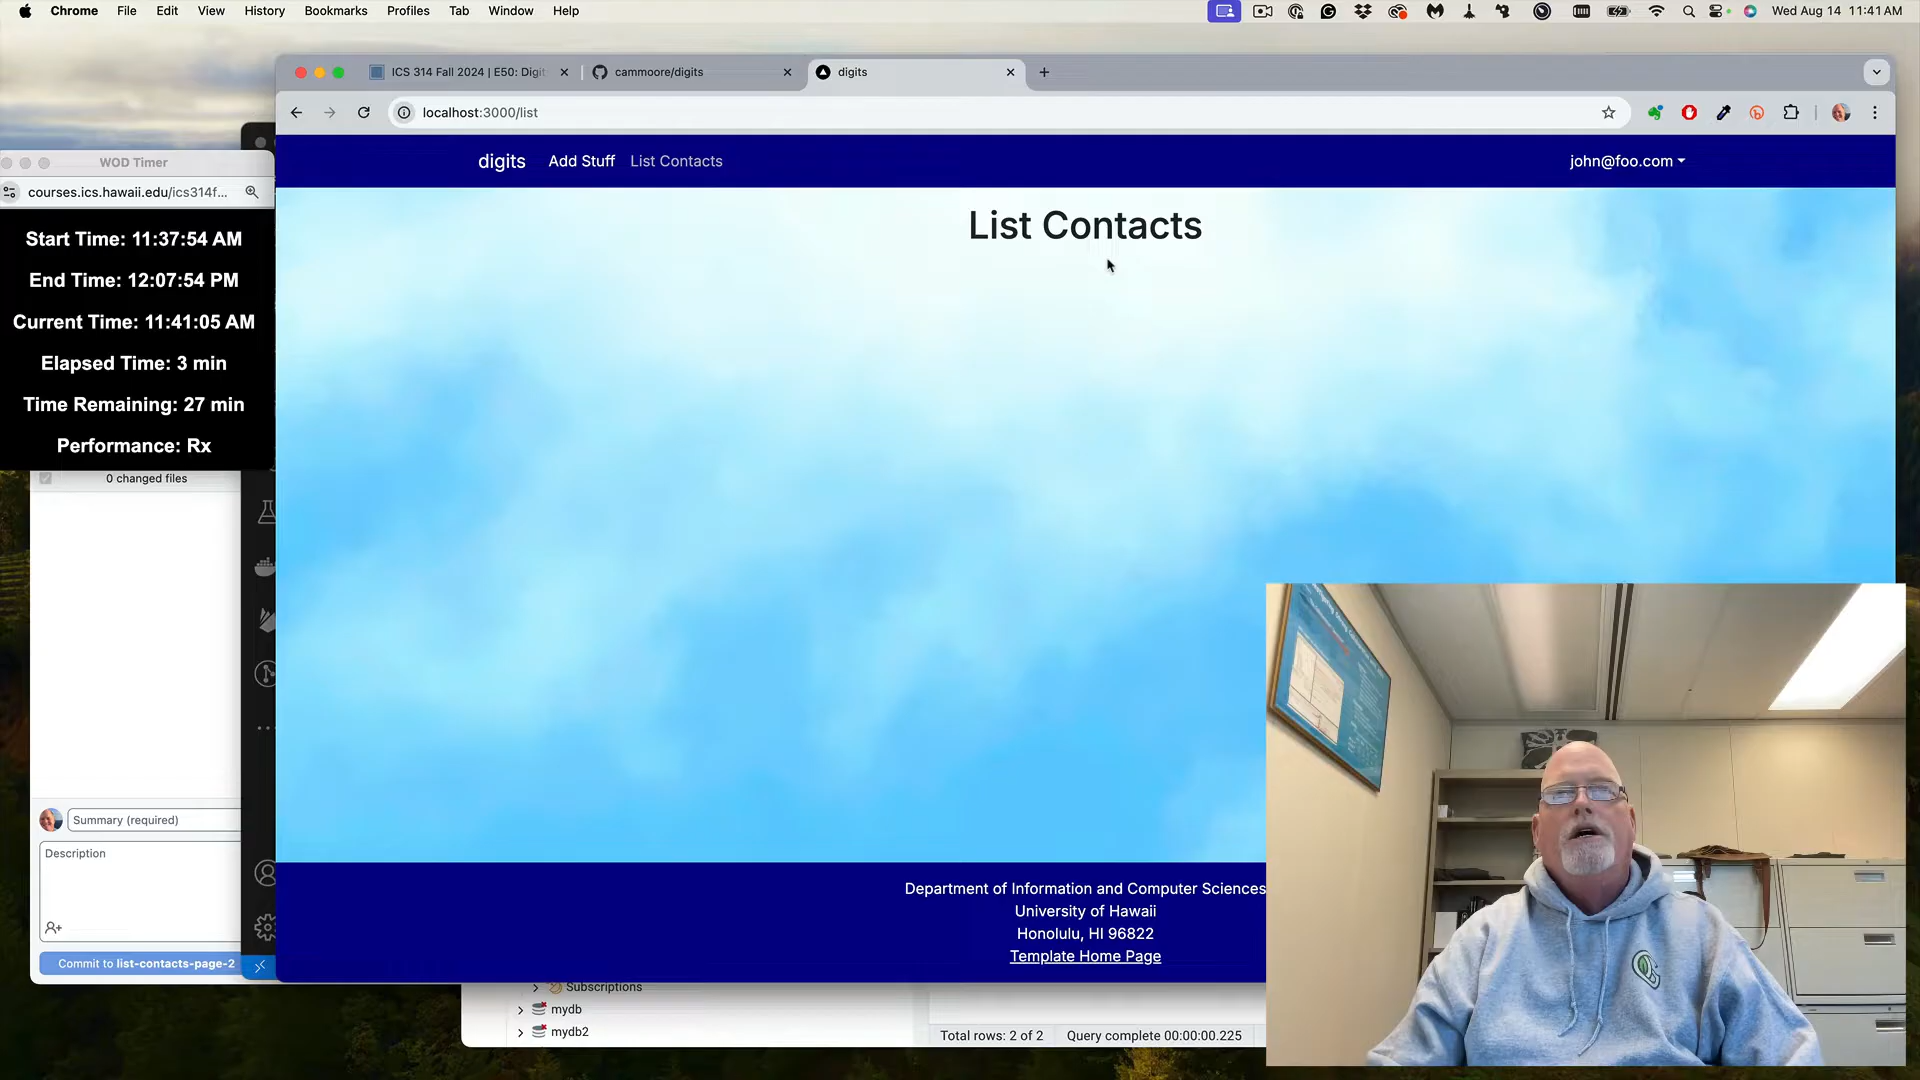 Chrome File Edit View History Bookmarks Profiles Tab Window Help Wed Aug 14 11:41 AM
ICS 314 Fall 2024 | E50: Digit
cammoore/digits
digits
localhost:3000/list
WOD Timer
courses.ics.hawaii.edu/ics314f...
Start Time: 11:37:54 AM
End Time: 12:07:54 PM
Current Time: 11:41:05 AM
Elapsed Time: 3 min
Time Remaining: 27 min
Performance: Rx
0 changed files
Summary (required)
Description
Commit to list-contacts-page-2
digits Add Stuff List Contacts john@foo.com
List Contacts
Department of Information and Computer Sciences
University of Hawaii
Honolulu, HI 96822
Template Home Page
Subscriptions
mydb
mydb2
Total rows: 2 of 2 Query complete 00:00:00.225